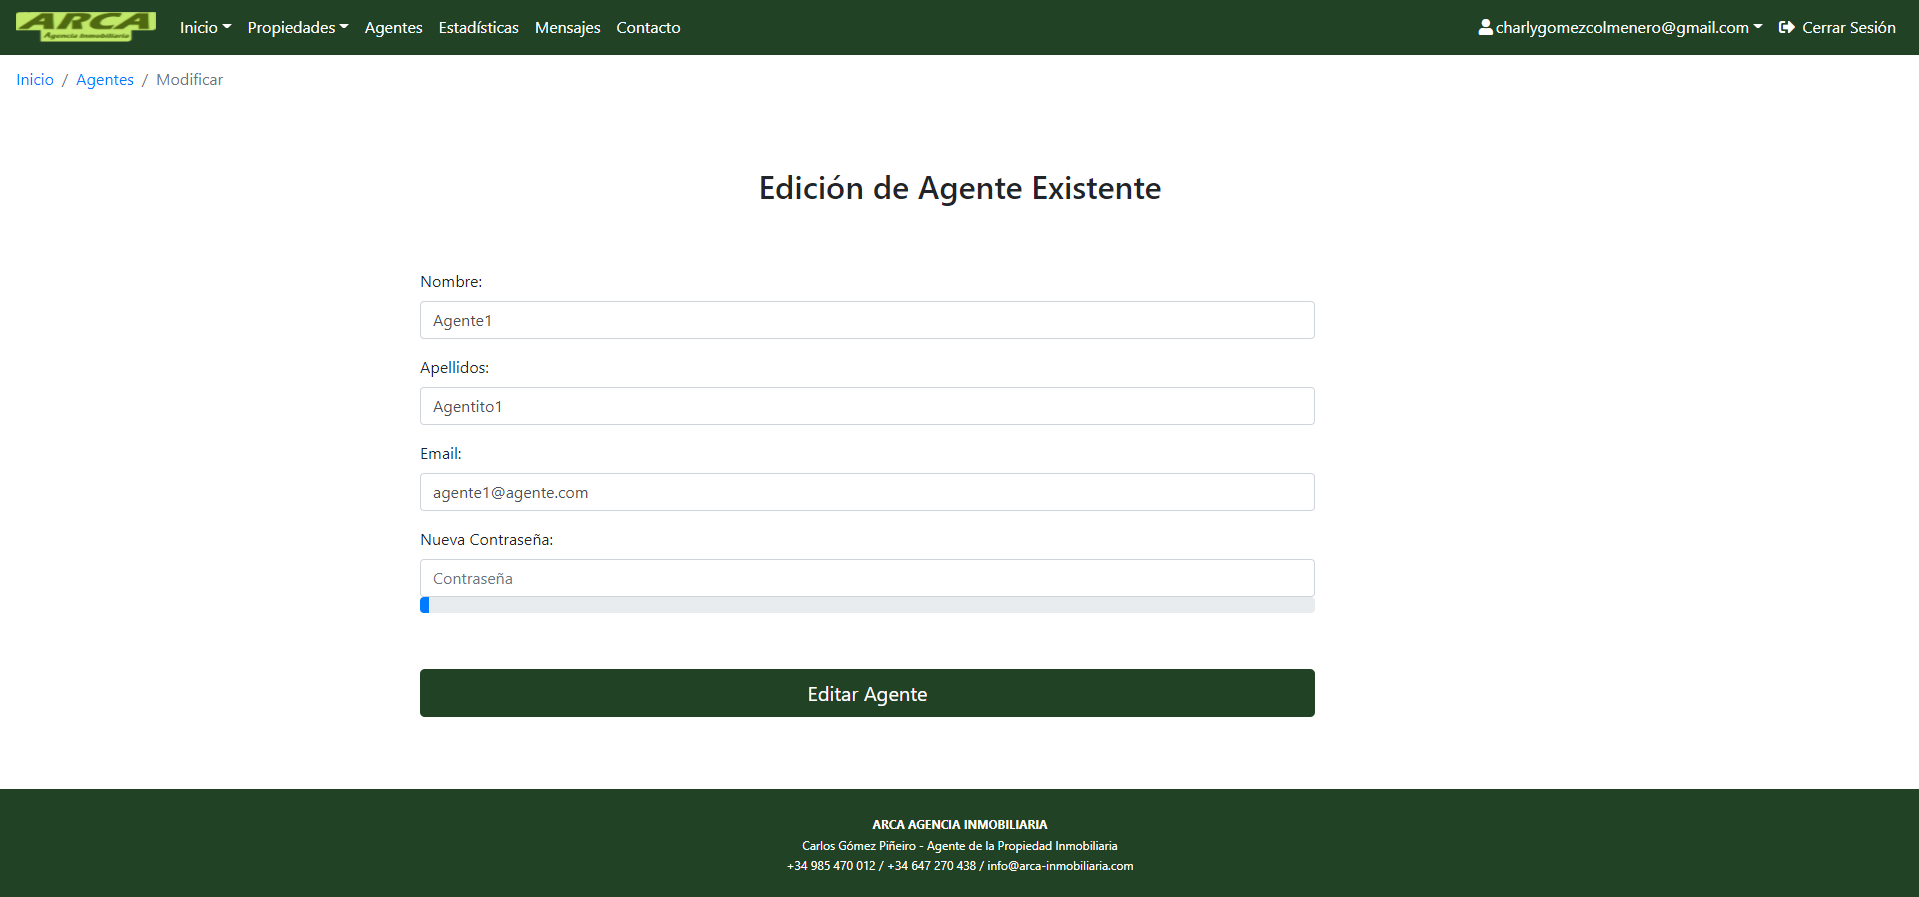 ARCA
Agencia Inmobiliaria
Inicio Propiedades Agentes Estadísticas Mensajes Contacto charlygomezcolmenero@gmail.com Cerrar Sesión
Inicio / Agentes / Modificar
Edición de Agente Existente
Nombre:
Agente1
Apellidos:
Agentito1
Email:
agente1@agente.com
Nueva Contraseña:
Contraseña
Editar Agente
ARCA AGENCIA INMOBILIARIA
Carlos Gómez Piñeiro - Agente de la Propiedad Inmobiliaria
+34 985 470 012 / +34 647 270 438 / info@arca-inmobiliaria.com